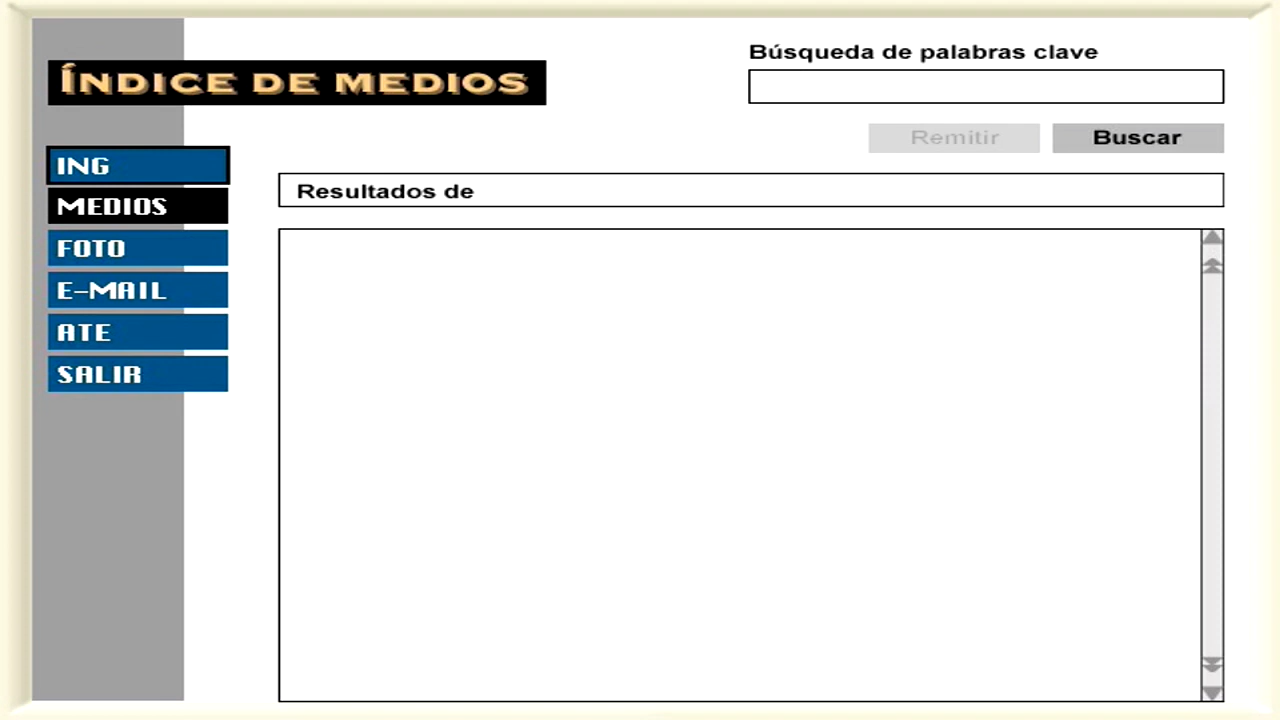 ÍNDICE DE MEDIOS
Búsqueda de palabras clave
Remitir
Buscar
ING
MEDIOS
FOTO
E-MAIL
ATE
SALIR
Resultados de